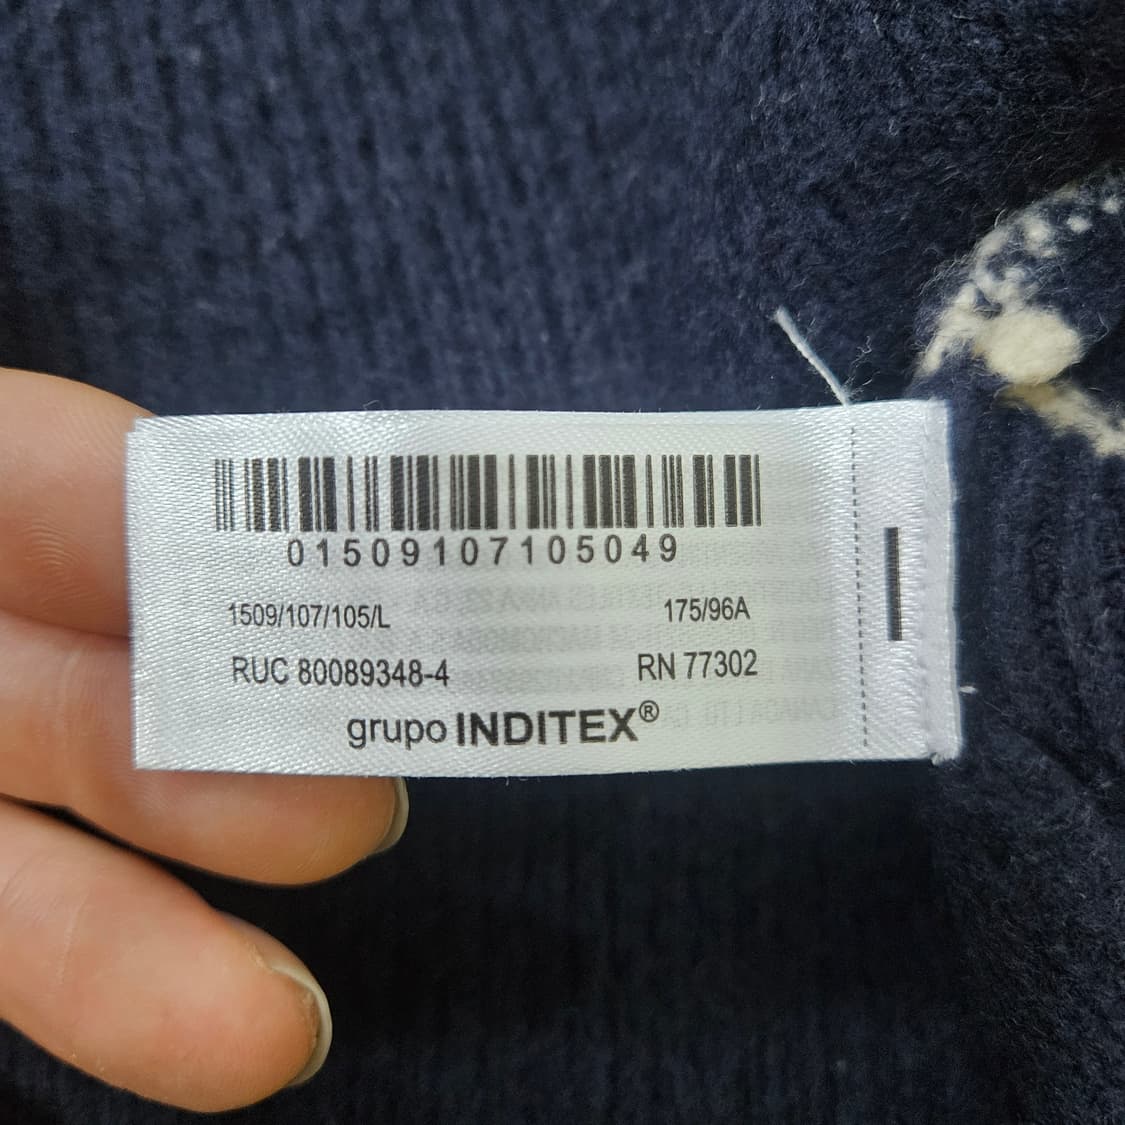 01509107105049
1509/107/105/L 175/96A
RUC 80089348-4 RN 77302
grupo INDITEX®